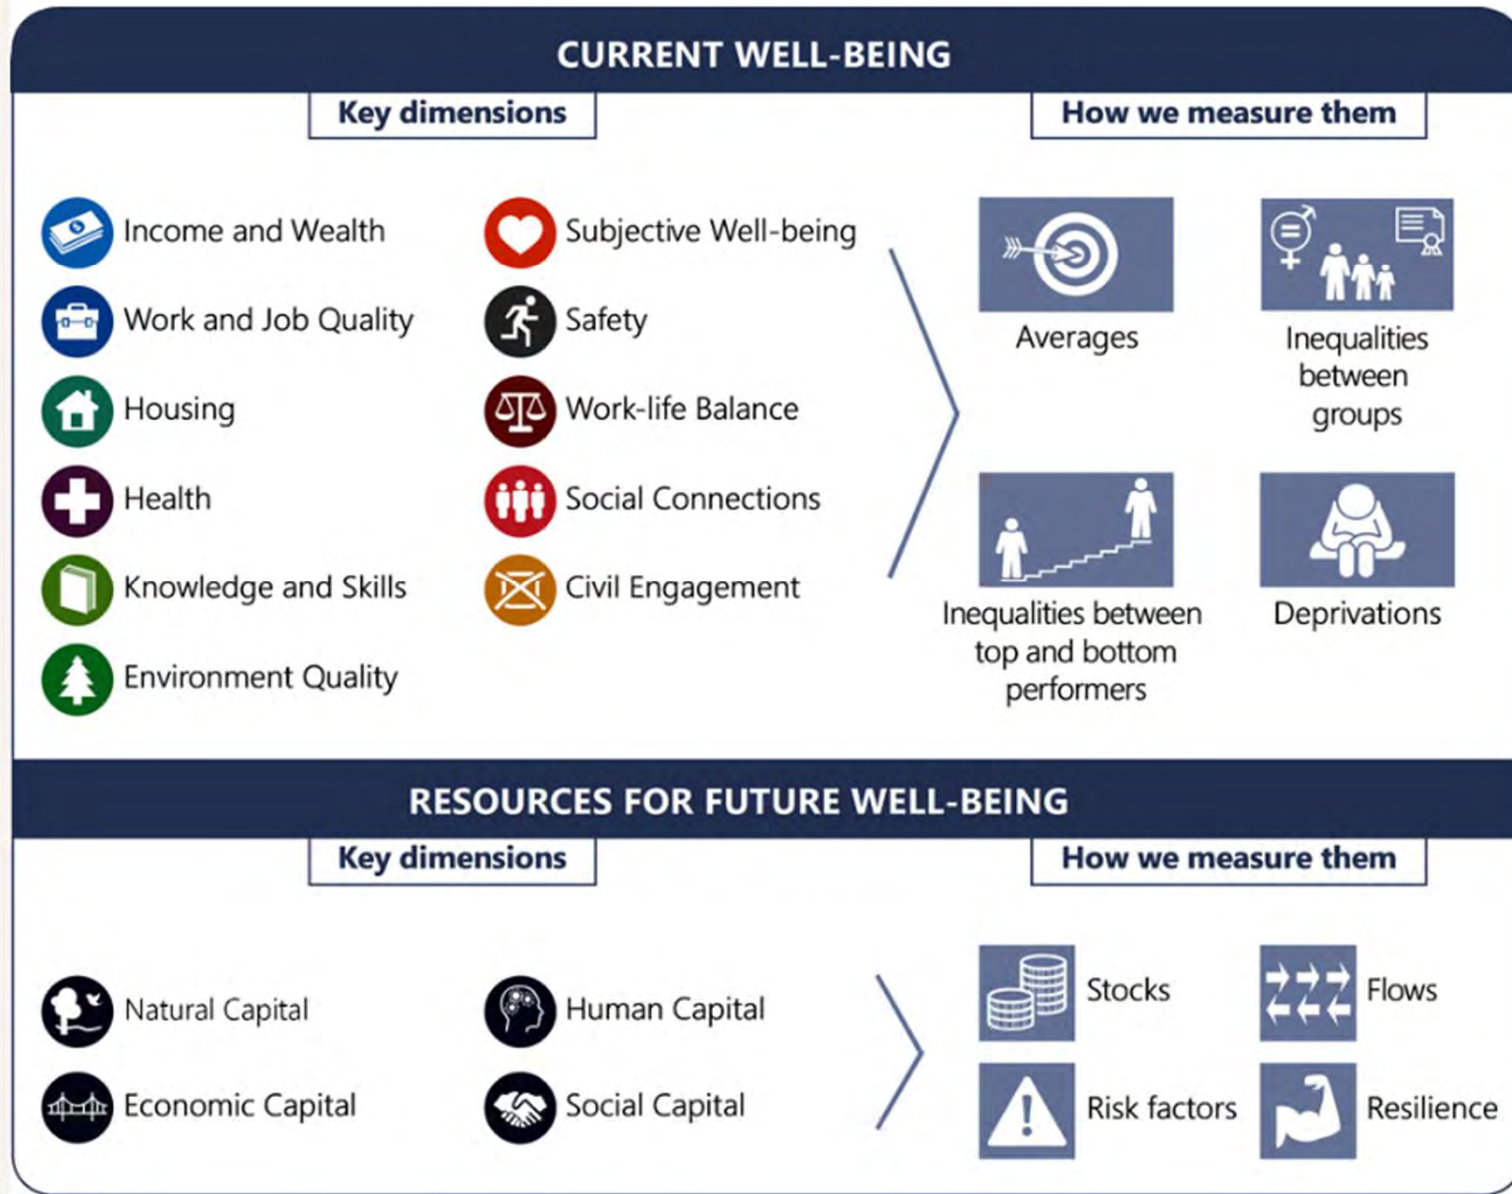 CURRENT WELL-BEING
Key dimensions
How we measure them
Income and Wealth
Work and Job Quality
Housing
Health
Knowledge and Skills
Environment Quality
Subjective Well-being
Safety
Work-life Balance
Social Connections
Civil Engagement
Averages
Inequalities
between
groups
Inequalities between
top and bottom
performers
Deprivations
RESOURCES FOR FUTURE WELL-BEING
Key dimensions
How we measure them
Natural Capital
Economic Capital
Human Capital
Social Capital
Stocks
Flows
Risk factors
Resilience